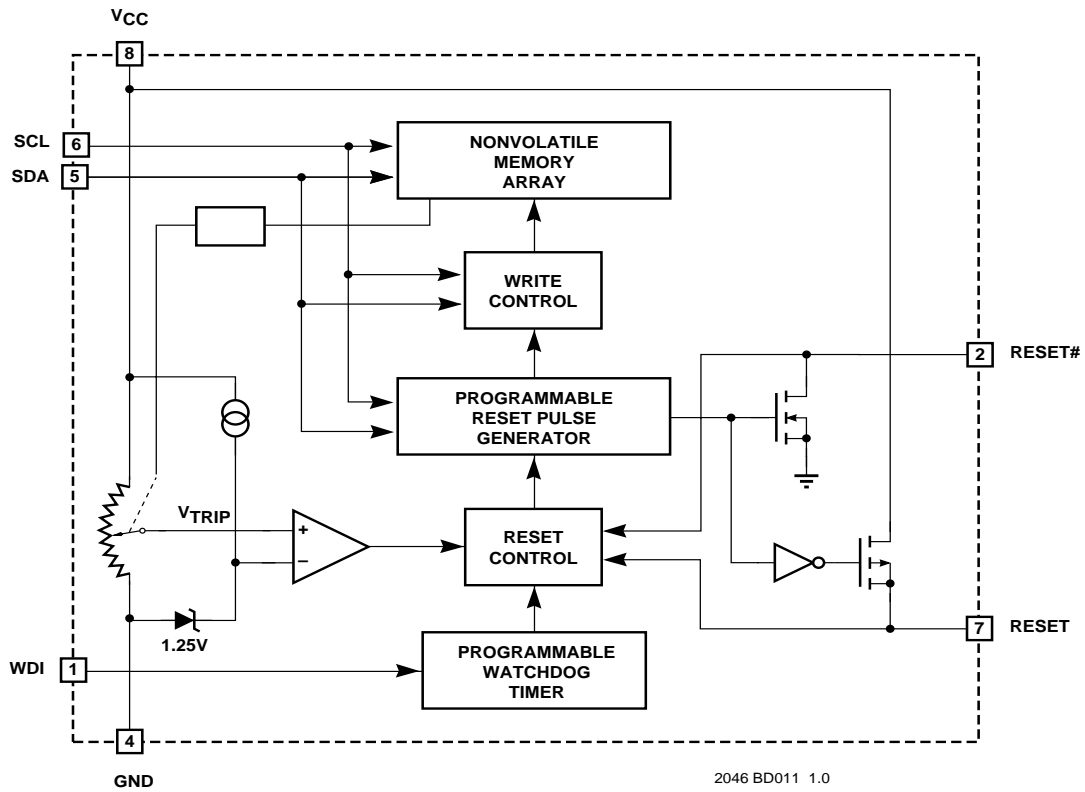 VCC
8
SCL
6
SDA
5
NONVOLATILE
MEMORY
ARRAY
WRITE
CONTROL
2
RESET#
PROGRAMMABLE
RESET PULSE
GENERATOR
VTRIP
+
–
RESET
CONTROL
1.25V
7
RESET
WDI
1
PROGRAMMABLE
WATCHDOG
TIMER
4
GND
2046 BD011 1.0